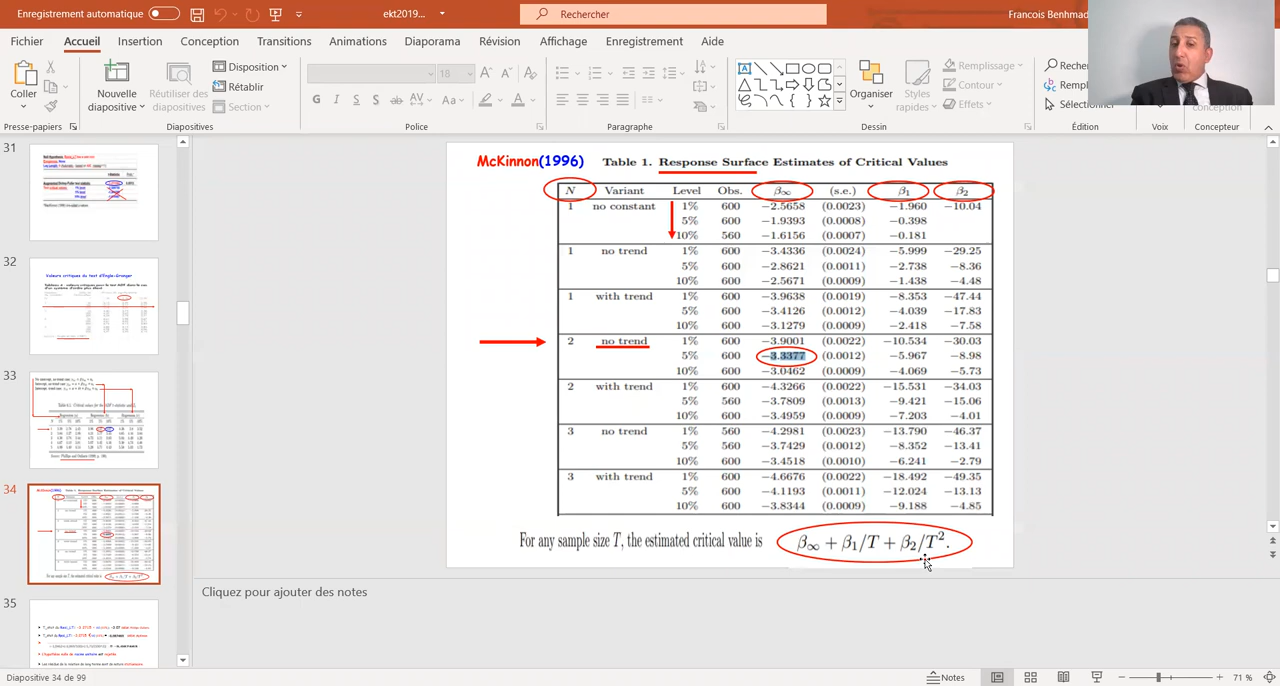 Enregistrement automatique
ekt2019...
Rechercher
Francois Benhmad
Fichier Accueil Insertion Conception Transitions Animations Diaporama Révision Affichage Enregistrement Aide
Coller
Nouvelle diapositive
Réutiliser des diapositives
Disposition
Rétablir
Section
18
G I S S ab AV Aa A
Organiser
Styles rapides
Remplissage
Contour
Effets
Presse-papiers Diapositives Police Paragraphe Dessin Édition Voix Concepteur
31
32
Valeurs critiques du test d'Engle-Granger
33
34
35
McKinnon(1996) Table 1. Response Surface Estimates of Critical Values
N Variant Level Obs. β∞ (s.e.) β1 β2
1 no constant 1% 600 −2.5658 (0.0023) −1.960 −10.04
5% 600 −1.9393 (0.0008) −0.398
10% 560 −1.6156 (0.0007) −0.181
1 no trend 1% 600 −3.4336 (0.0024) −5.999 −29.25
5% 600 −2.8621 (0.0011) −2.738 −8.36
10% 600 −2.5671 (0.0009) −1.438 −4.48
1 with trend 1% 600 −3.9638 (0.0019) −8.353 −47.44
5% 600 −3.4126 (0.0012) −4.039 −17.83
10% 600 −3.1279 (0.0009) −2.418 −7.58
2 no trend 1% 600 −3.9001 (0.0022) −10.534 −30.03
5% 600 −3.3377 (0.0012) −5.967 −8.98
10% 600 −3.0462 (0.0009) −4.069 −5.73
2 with trend 1% 600 −4.3266 (0.0022) −15.531 −34.03
5% 560 −3.7809 (0.0013) −9.421 −15.06
10% 600 −3.4959 (0.0009) −7.203 −4.01
3 no trend 1% 560 −4.2981 (0.0023) −13.790 −46.37
5% 560 −3.7429 (0.0012) −8.352 −13.41
10% 600 −3.4518 (0.0010) −6.241 −2.79
3 with trend 1% 600 −4.6676 (0.0022) −18.492 −49.35
5% 600 −4.1193 (0.0011) −12.024 −13.13
10% 600 −3.8344 (0.0009) −9.188 −4.85
For any sample size T, the estimated critical value is β∞ + β1/T + β2/T².
Cliquez pour ajouter des notes
Diapositive 34 de 99
Notes
71 %